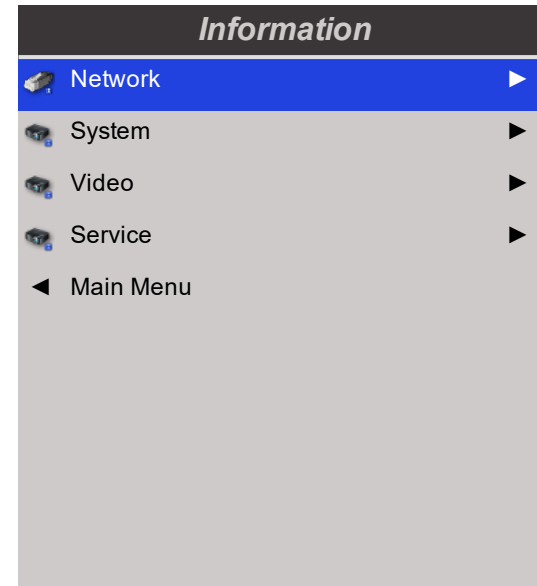 Information
Network ►
System ►
Video ►
Service ►
◄ Main Menu